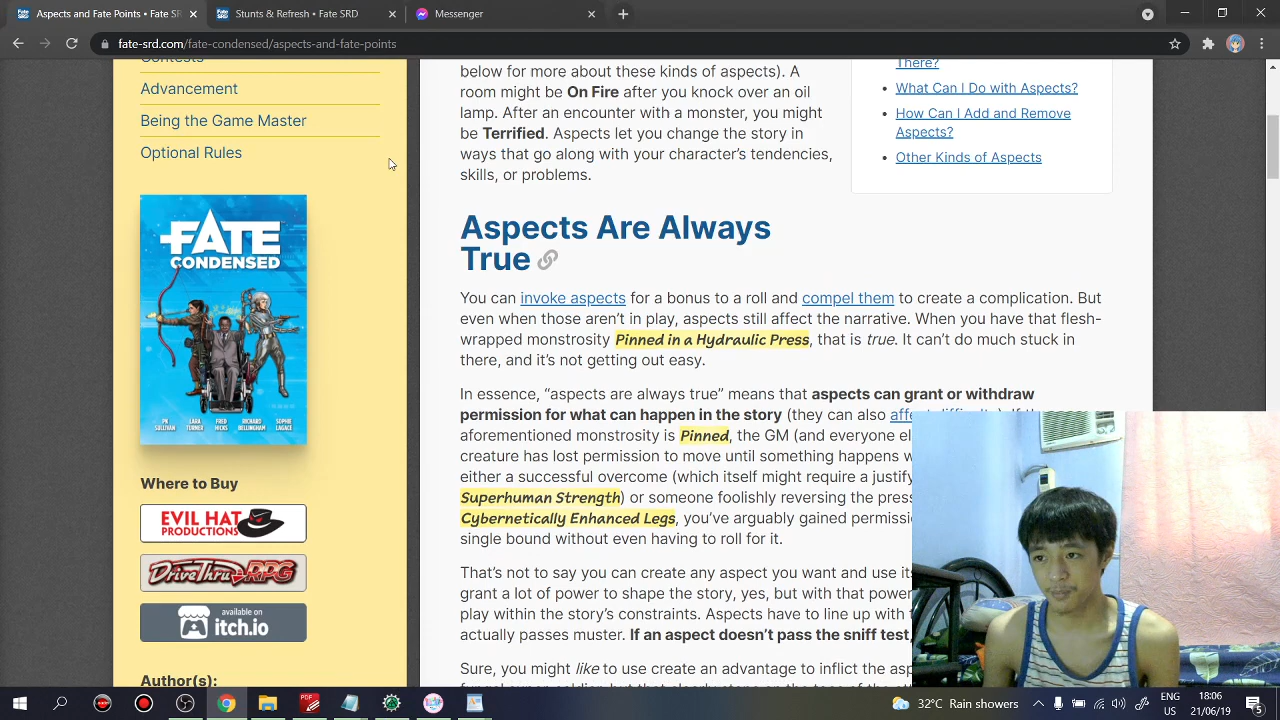 Aspects and Fate Points • Fate SRD
Stunts & Refresh • Fate SRD
Messenger
fate-srd.com/fate-condensed/aspects-and-fate-points
Contests
Advancement
Being the Game Master
Optional Rules
FATE
CONDENSED
PK SULLIVAN
LARA TURNER
FRED HICKS
RICHARD BELLINGHAM
SOPHIE LAGACÉ
Where to Buy
EVIL HAT
PRODUCTIONS
DriveThruRPG
available on
itch.io
Author(s):
below for more about these kinds of aspects). A
room might be On Fire after you knock over an oil
lamp. After an encounter with a monster, you might
be Terrified. Aspects let you change the story in
ways that go along with your character's tendencies,
skills, or problems.
There?
What Can I Do with Aspects?
How Can I Add and Remove
Aspects?
Other Kinds of Aspects
Aspects Are Always
True
You can invoke aspects for a bonus to a roll and compel them to create a complication. But
even when those aren't in play, aspects still affect the narrative. When you have that flesh-
wrapped monstrosity Pinned in a Hydraulic Press, that is true. It can't do much stuck in
there, and it's not getting out easy.
In essence, “aspects are always true” means that aspects can grant or withdraw
permission for what can happen in the story (they can also
aforementioned monstrosity is Pinned, the GM (and everyone
creature has lost permission to move until something happens
either a successful overcome (which itself might require a
Superhuman Strength) or someone foolishly reversing the
Cybernetically Enhanced Legs, you've arguably gained
single bound without even having to roll for it.
That's not to say you can create any aspect you want and use
grant a lot of power to shape the story, yes, but with that power
play within the story's constraints. Aspects have to line up with
actually passes muster. If an aspect doesn't pass the sniff test,
Sure, you might like to use create an advantage to inflict the
32°C Rain showers
ENG
US
18:06
21/06/19
5